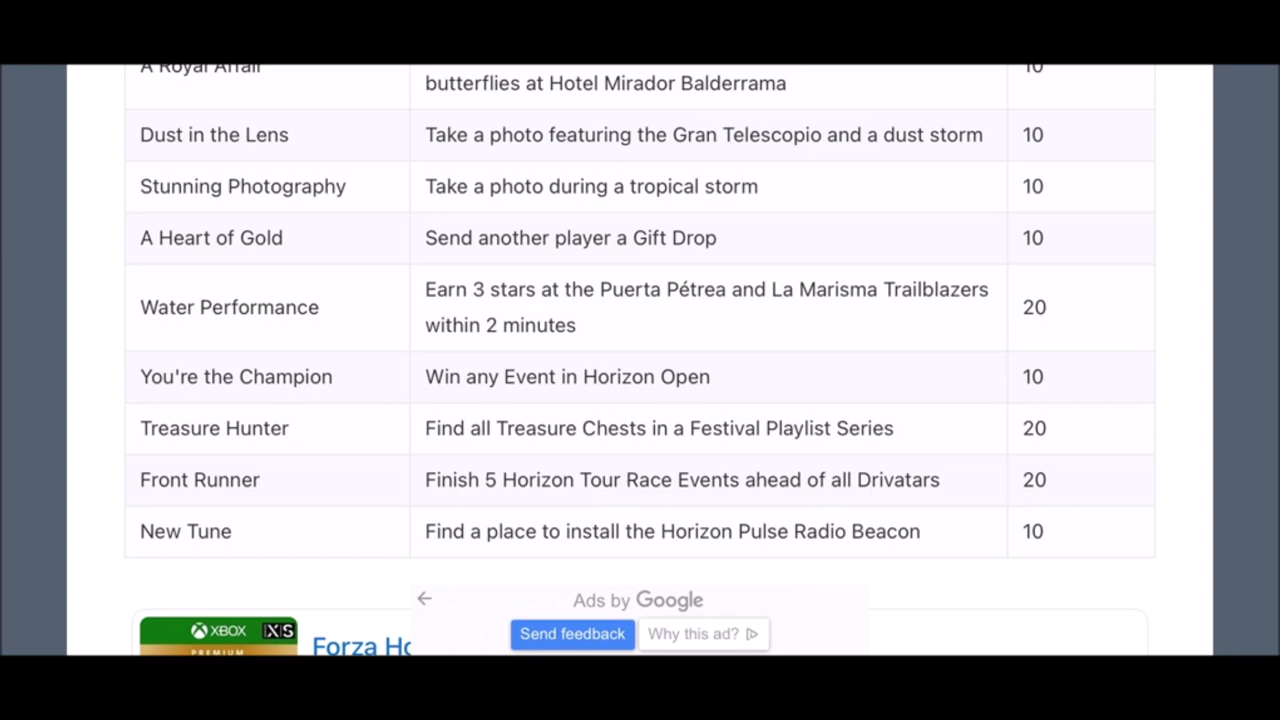 A Royal Affair
butterflies at Hotel Mirador Balderrama
10
Dust in the Lens
Take a photo featuring the Gran Telescopio and a dust storm
10
Stunning Photography
Take a photo during a tropical storm
10
A Heart of Gold
Send another player a Gift Drop
10
Water Performance
Earn 3 stars at the Puerta Pétrea and La Marisma Trailblazers
within 2 minutes
20
You're the Champion
Win any Event in Horizon Open
10
Treasure Hunter
Find all Treasure Chests in a Festival Playlist Series
20
Front Runner
Finish 5 Horizon Tour Race Events ahead of all Drivatars
20
New Tune
Find a place to install the Horizon Pulse Radio Beacon
10
Ads by Google
Send feedback
Why this ad?
XBOX
X|S
PREMIUM
Forza Ho